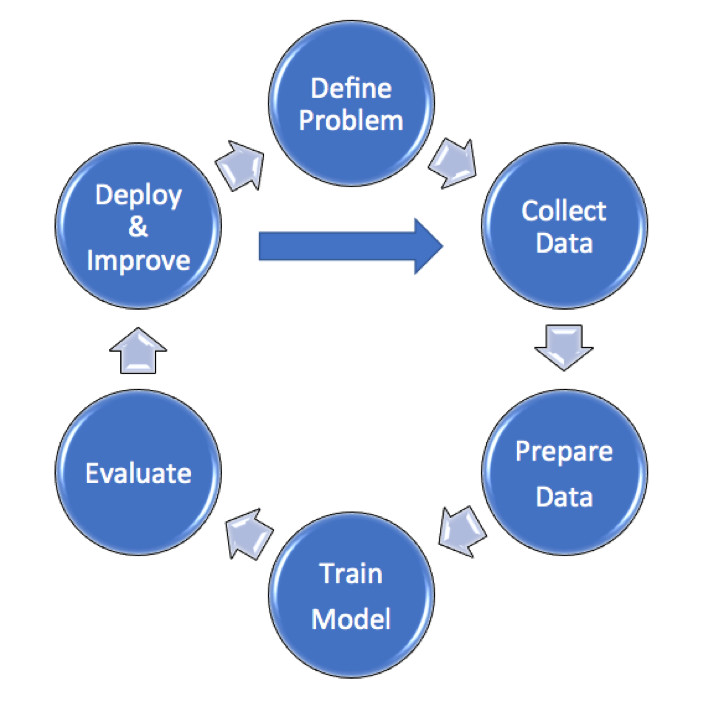 Define
Problem
Collect
Data
Prepare
Data
Train
Model
Evaluate
Deploy
&
Improve